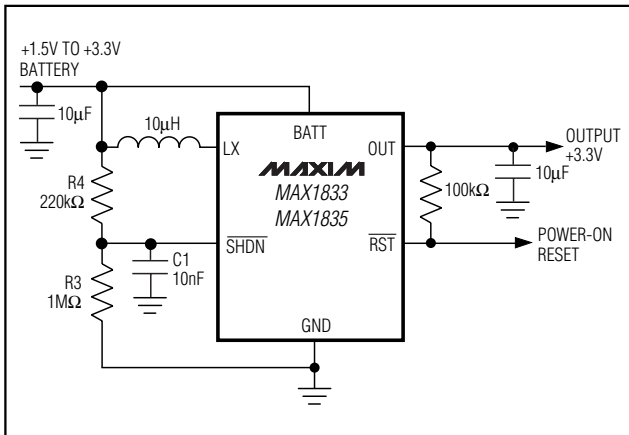 +1.5V TO +3.3V
BATTERY
10µF
10µH
LX
BATT
OUT
OUTPUT
+3.3V
MAXIM
MAX1833
MAX1835
R4
220kΩ
100kΩ
10µF
SHDN
RST
C1
10nF
POWER-ON
RESET
R3
1MΩ
GND